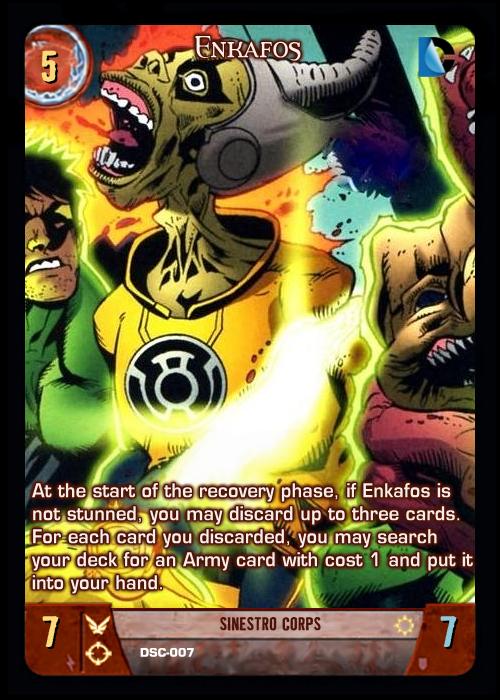 5
Enkafos
At the start of the recovery phase, if Enkafos is
not stunned, you may discard up to three cards.
For each card you discarded, you may search
your deck for an Army card with cost 1 and put it
into your hand.
7
SINESTRO CORPS
7
DSC-007